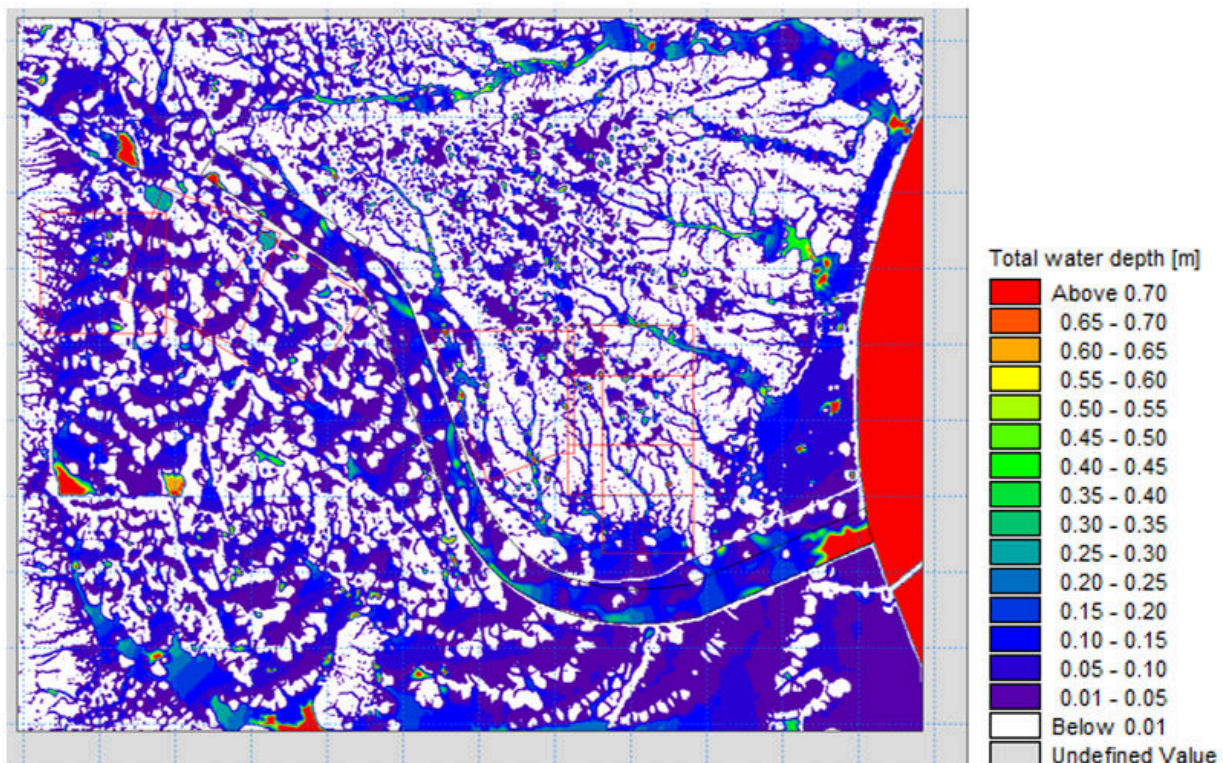 Total water depth [m]
Above 0.70
0.65 - 0.70
0.60 - 0.65
0.55 - 0.60
0.50 - 0.55
0.45 - 0.50
0.40 - 0.45
0.35 - 0.40
0.30 - 0.35
0.25 - 0.30
0.20 - 0.25
0.15 - 0.20
0.10 - 0.15
0.05 - 0.10
0.01 - 0.05
Below 0.01
Undefined Value